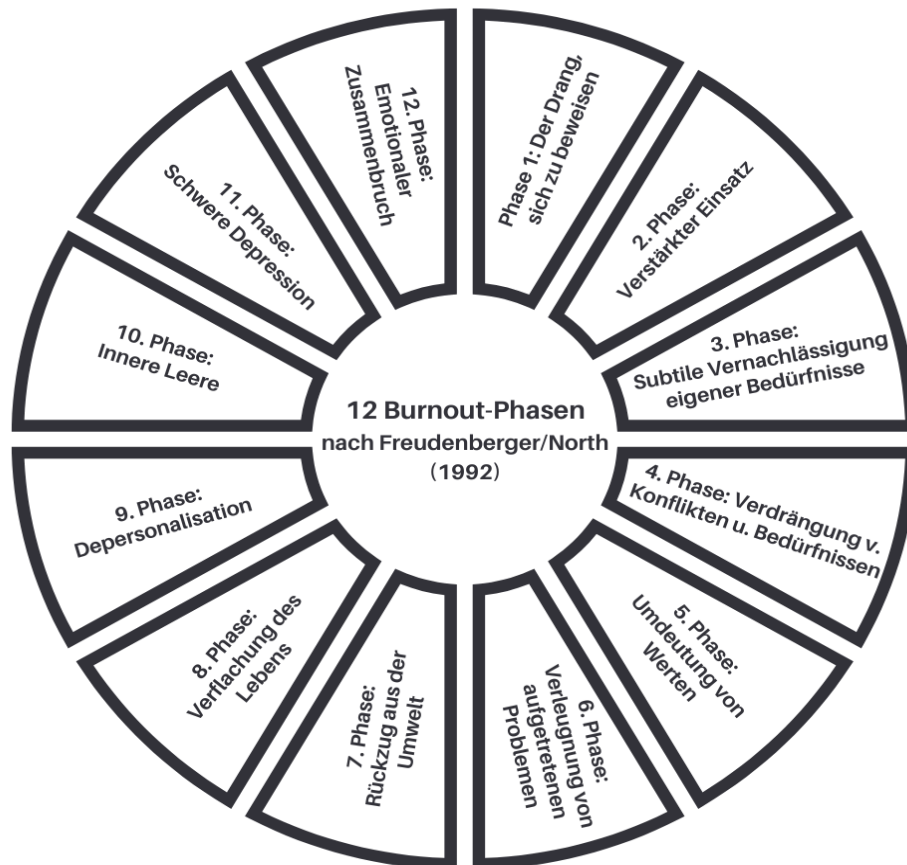 12 Burnout-Phasen
nach Freudenberger/North
(1992)
Phase 1: Der Drang,
sich zu beweisen
2. Phase:
Verstärkter Einsatz
3. Phase:
Subtile Vernachlässigung
eigener Bedürfnisse
4. Phase: Verdrängung v.
Konflikten u. Bedürfnissen
5. Phase:
Umdeutung von
Werten
6. Phase:
Verleugnung von
aufgetretenen
Problemen
7. Phase:
Rückzug aus der
Umwelt
8. Phase:
Verflachung des
Lebens
9. Phase:
Depersonalisation
10. Phase:
Innere Leere
11. Phase:
Schwere Depression
12. Phase:
Emotionaler
Zusammenbruch